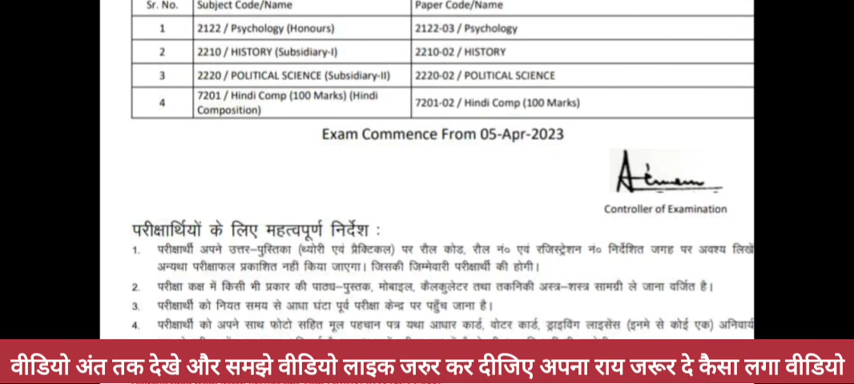 Sr. No. Subject Code/Name Paper Code/Name
1 2122 / Psychology (Honours) 2122-03 / Psychology
2 2210 / HISTORY (Subsidiary-I) 2210-02 / HISTORY
3 2220 / POLITICAL SCIENCE (Subsidiary-II) 2220-02 / POLITICAL SCIENCE
4 7201 / Hindi Comp (100 Marks) (Hindi Composition) 7201-02 / Hindi Comp (100 Marks)
Exam Commence From 05-Apr-2023
Controller of Examination
परीक्षार्थियों के लिए महत्वपूर्ण निर्देश :
1. परीक्षार्थी अपने उत्तर-पुस्तिका (थ्योरी एवं प्रैक्टिकल) पर रौल कोड, रौल नं० एवं रजिस्ट्रेशन नं० निर्देशित जगह पर अवश्य लिखें
अन्यथा परीक्षाफल प्रकाशित नहीं किया जाएगा। जिसकी जिम्मेवारी परीक्षार्थी की होगी।
2. परीक्षा कक्ष में किसी भी प्रकार की पाठ्य-पुस्तक, मोबाइल, कैलकुलेटर तथा तकनिकी अस्त्र-शस्त्र सामग्री ले जाना वर्जित है।
3. परीक्षार्थी को नियत समय से आधा घंटा पूर्व परीक्षा केन्द्र पर पहुँच जाना है।
4. परीक्षार्थी को अपने साथ फोटो सहित मूल पहचान पत्र यथा आधार कार्ड, वोटर कार्ड, ड्राइविंग लाइसेंस (इनमे से कोई एक) अनिवार्य
वीडियो अंत तक देखे और समझे वीडियो लाइक जरुर कर दीजिए अपना राय जरूर दे कैसा लगा वीडियो